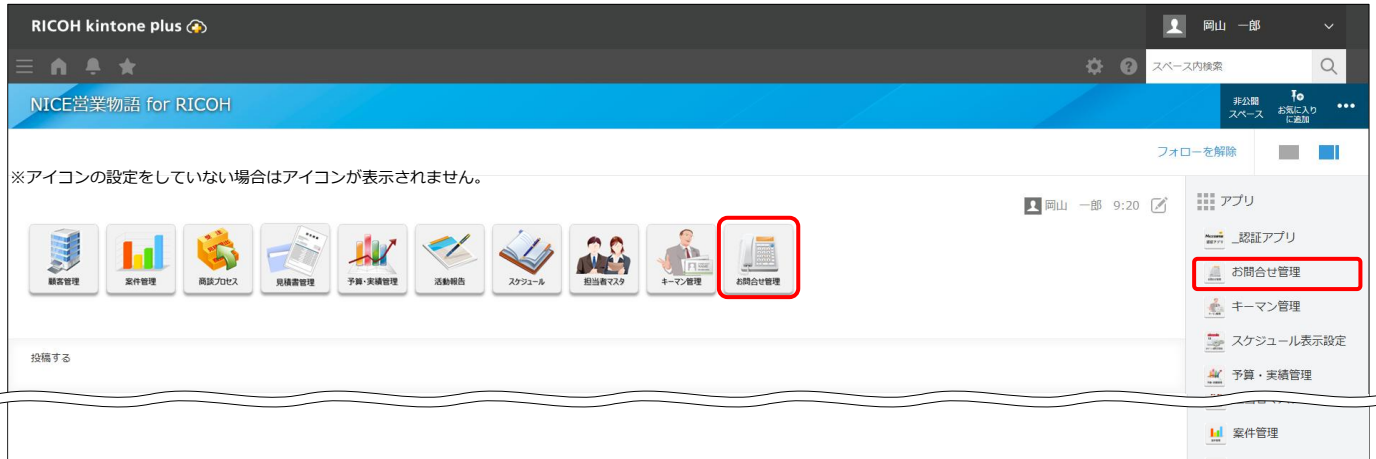 RICOH kintone plus
岡山 一郎
スペース内検索
NICE営業物語 for RICOH
非公開
スペース
お気に入り
に追加
フォローを解除
※アイコンの設定をしていない場合はアイコンが表示されません。
岡山 一郎 9:20
アプリ
顧客管理
案件管理
商談プロセス
見積書管理
予算・実績管理
活動報告
スケジュール
担当者マスタ
キーマン管理
お問合せ管理
_認証アプリ
お問合せ管理
キーマン管理
スケジュール表示設定
投稿する
予算・実績管理
案件管理